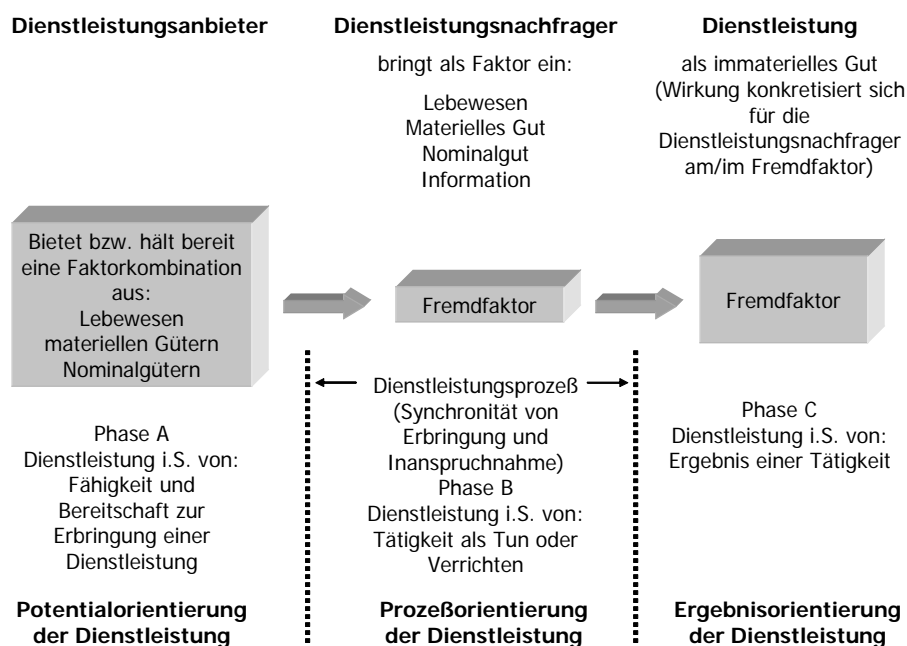 Dienstleistungsanbieter
Bietet bzw. hält bereit
eine Faktorkombination
aus:
Lebewesen
materiellen Gütern
Nominalgütern
Phase A
Dienstleistung i.S. von:
Fähigkeit und
Bereitschaft zur
Erbringung einer
Dienstleistung
Potentialorientierung
der Dienstleistung
Dienstleistungsnachfrager
bringt als Faktor ein:
Lebewesen
Materielles Gut
Nominalgut
Information
Fremdfaktor
Dienstleistungsprozeß
(Synchronität von
Erbringung und
Inanspruchnahme)
Phase B
Dienstleistung i.S. von:
Tätigkeit als Tun oder
Verrichten
Prozeßorientierung
der Dienstleistung
Dienstleistung
als immaterielles Gut
(Wirkung konkretisiert sich
für die
Dienstleistungsnachfrager
am/im Fremdfaktor)
Fremdfaktor
Phase C
Dienstleistung i.S. von:
Ergebnis einer Tätigkeit
Ergebnisorientierung
der Dienstleistung